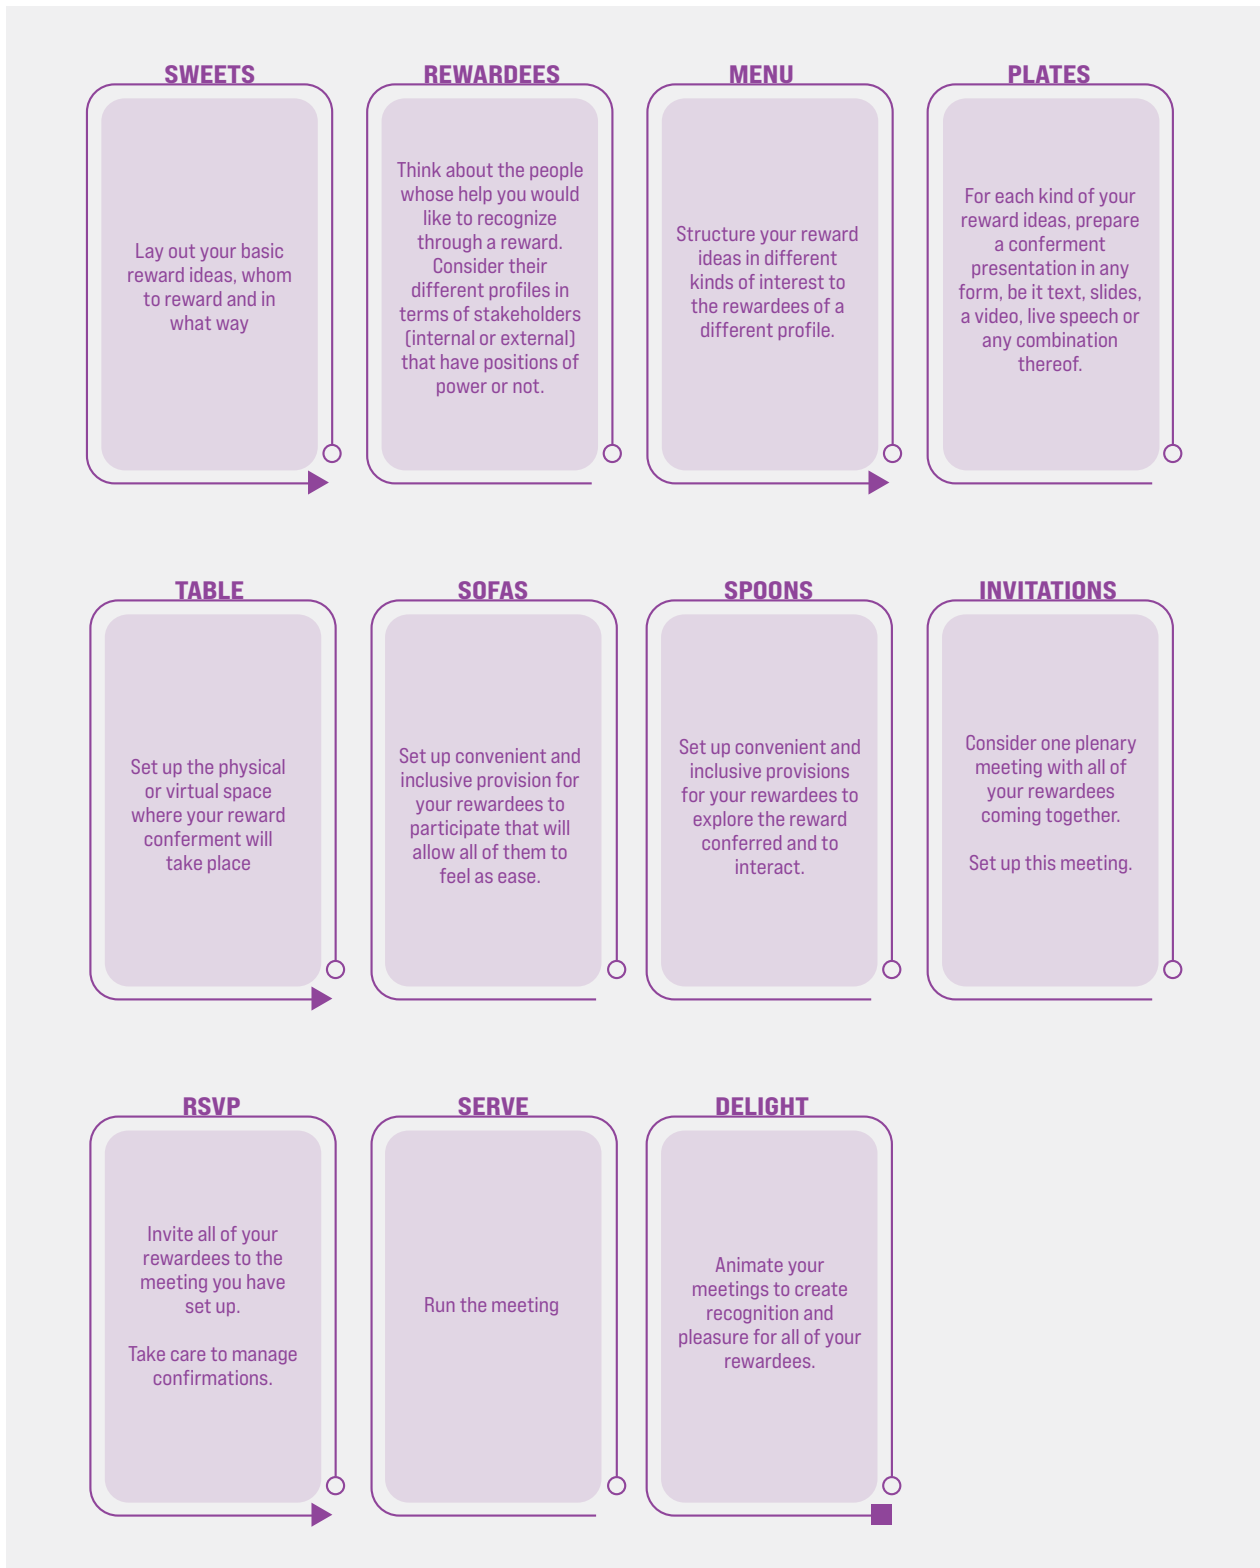 SWEETS
Lay out your basic
reward ideas, whom
to reward and in
what way
REWARDEES
Think about the people
whose help you would
like to recognize
through a reward.
Consider their
different profiles in
terms of stakeholders
(internal or external)
that have positions of
power or not.
MENU
Structure your reward
ideas in different
kinds of interest to
the rewardees of a
different profile.
PLATES
For each kind of your
reward ideas, prepare
a conferment
presentation in any
form, be it text, slides,
a video, live speech or
any combination
thereof.
TABLE
Set up the physical
or virtual space
where your reward
conferment will
take place
SOFAS
Set up convenient and
inclusive provision for
your rewardees to
participate that will
allow all of them to
feel as ease.
SPOONS
Set up convenient and
inclusive provisions
for your rewardees to
explore the reward
conferred and to
interact.
INVITATIONS
Consider one plenary
meeting with all of
your rewardees
coming together.
Set up this meeting.
RSVP
Invite all of your
rewardees to the
meeting you have
set up.
Take care to manage
confirmations.
SERVE
Run the meeting
DELIGHT
Animate your
meetings to create
recognition and
pleasure for all of your
rewardees.